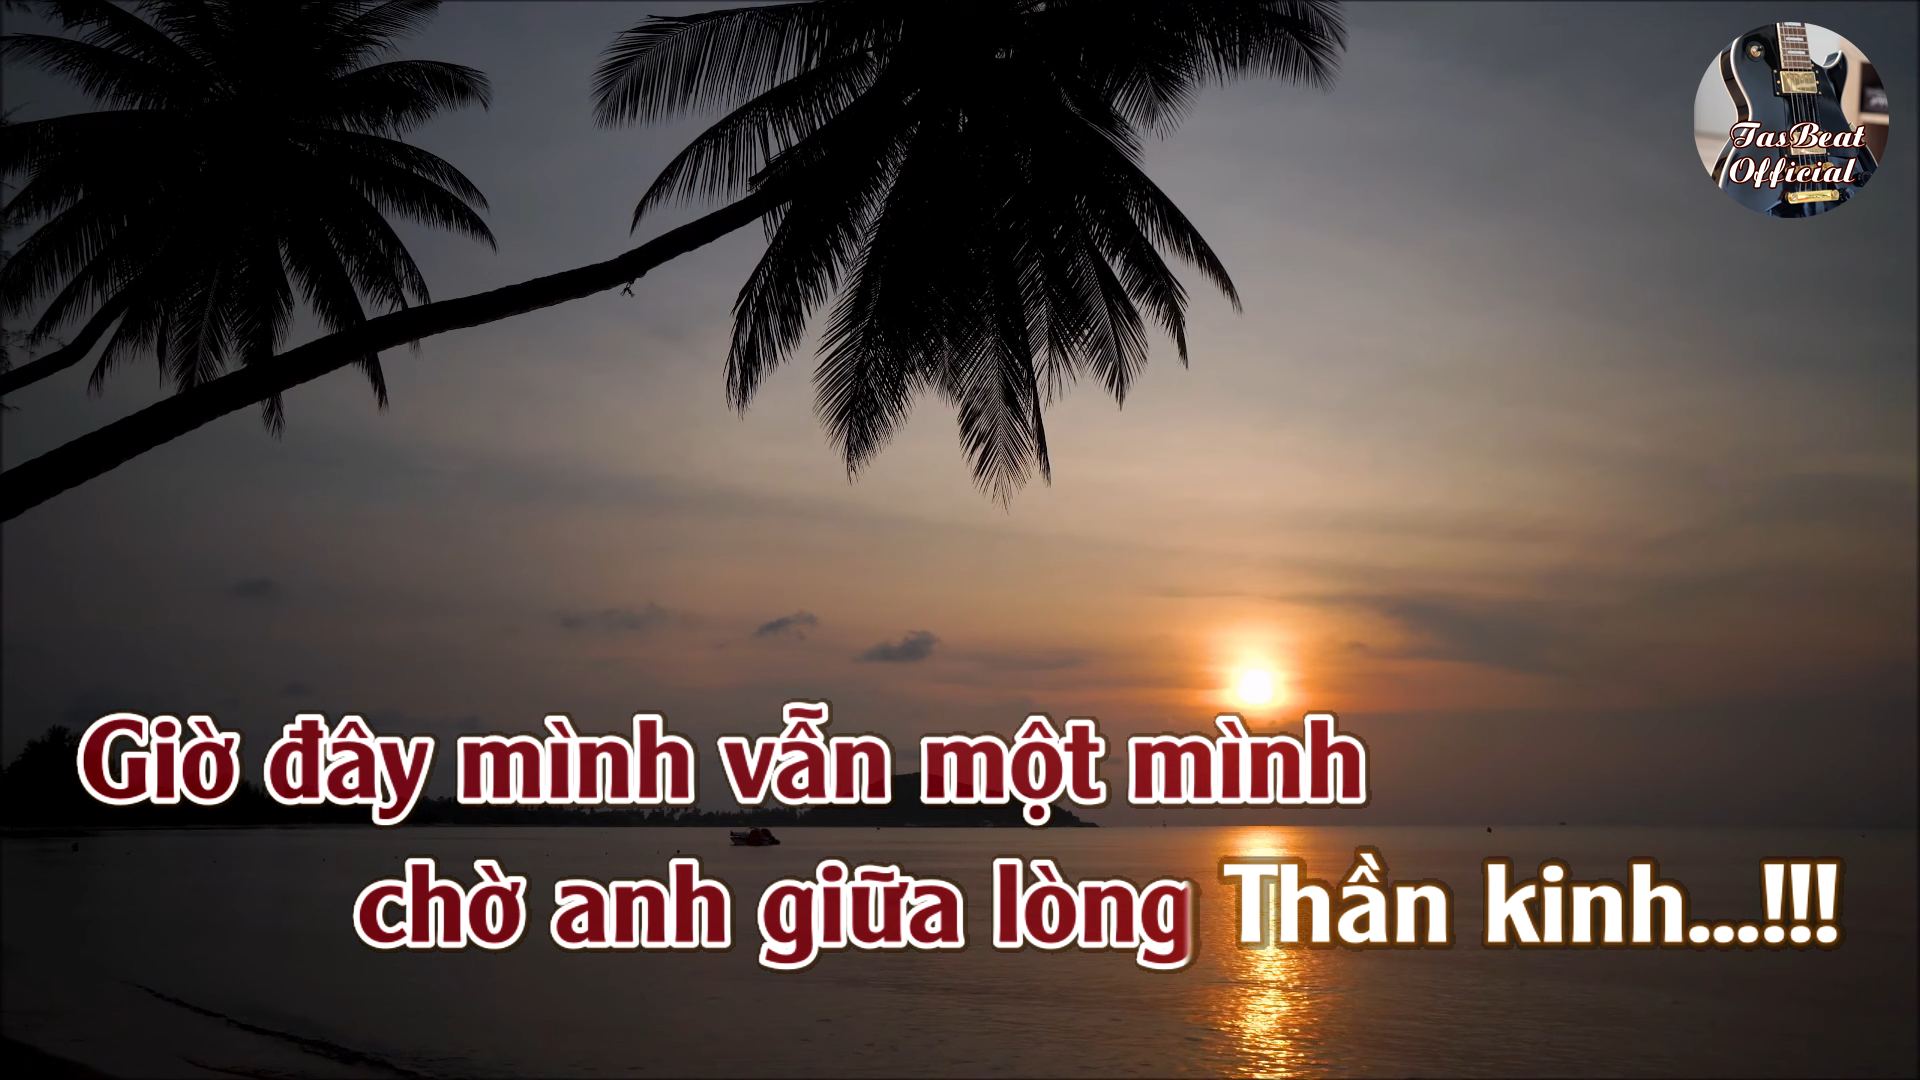 TasBeat
Official
Giờ đây mình vẫn một mình
chờ anh giữa lòng Thần kinh...!!!